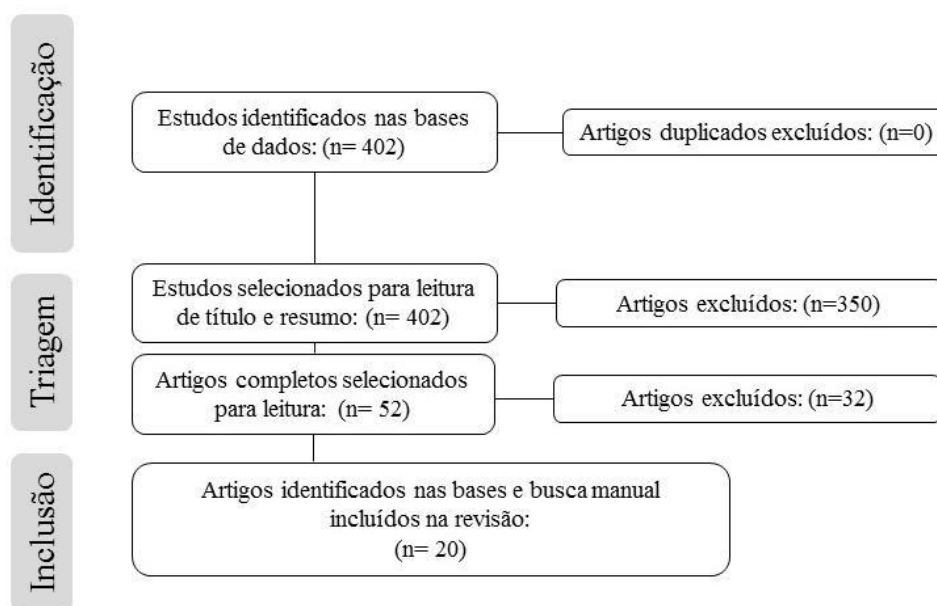 Identificação
Estudos identificados nas bases
de dados: (n= 402)
Artigos duplicados excluídos: (n=0)
Triagem
Estudos selecionados para leitura
de título e resumo: (n= 402)
Artigos excluídos: (n=350)
Artigos completos selecionados
para leitura: (n= 52)
Artigos excluídos: (n=32)
Inclusão
Artigos identificados nas bases e busca manual
incluídos na revisão:
(n= 20)